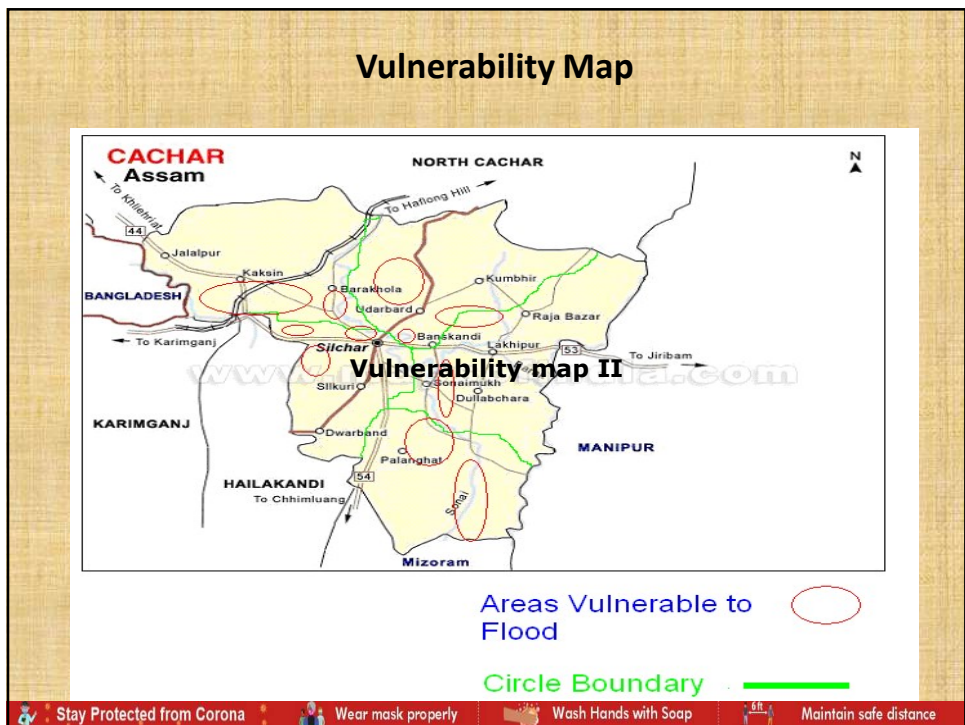 Vulnerability Map
CACHAR
Assam
NORTH CACHAR
N
To Khliehriat
To Haflong Hill
44
Jalalpur
Kaksin
Kumbhir
BANGLADESH
Barakhola
Udarbard
Raja Bazar
To Karimganj
Silchar
Banskandi
Lakhipur
53
To Jiribam
Vulnerability map II
Silkuri
Sonaimukh
Dullabchara
KARIMGANJ
Dwarband
MANIPUR
Palanghat
HAILAKANDI
54
To Chhimluang
Sonai
Mizoram
Areas Vulnerable to
Flood
Circle Boundary
Stay Protected from Corona
Wear mask properly
Wash Hands with Soap
6 ft
Maintain safe distance